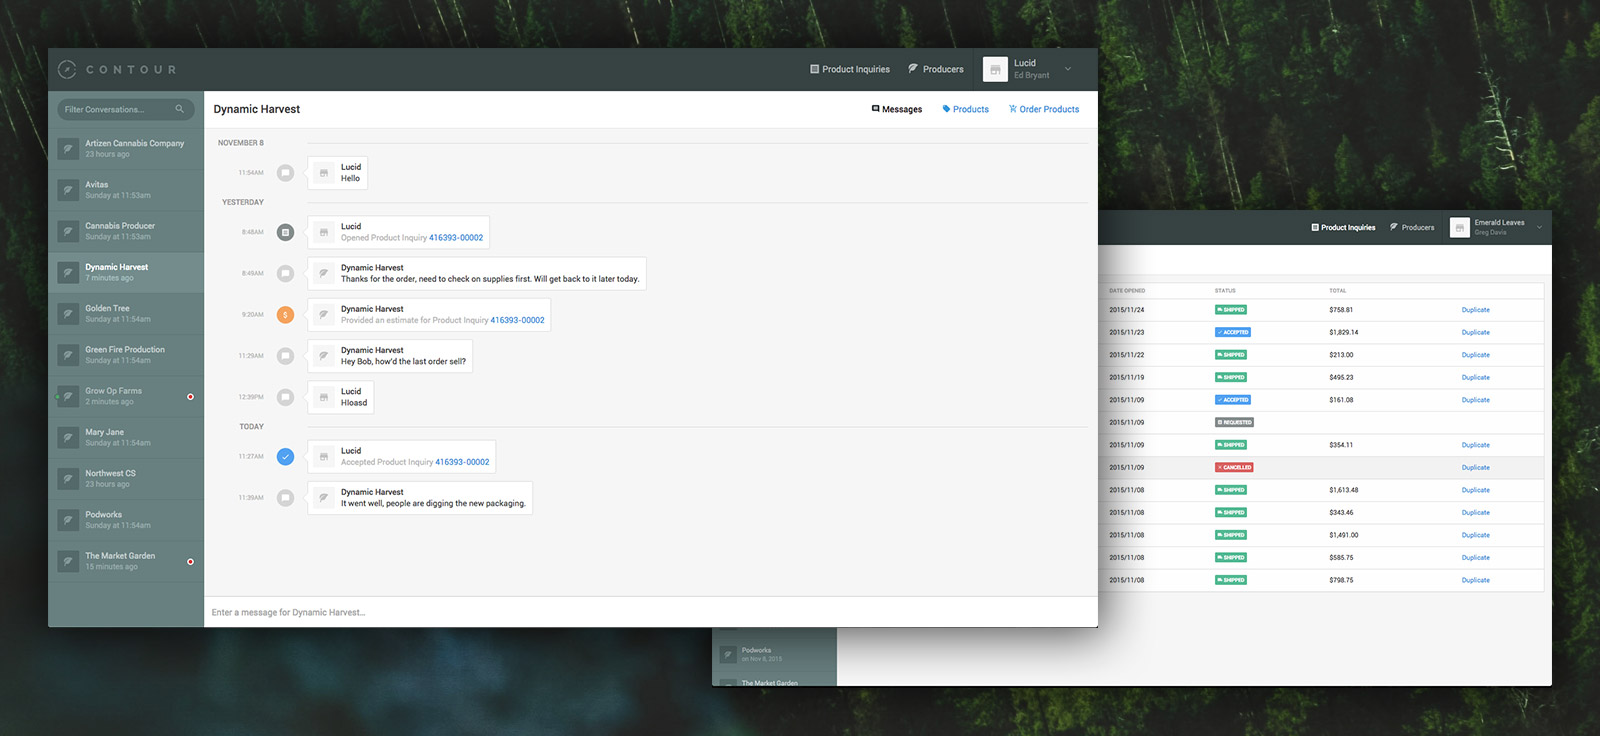 CONTOUR
Product Inquiries
Producers
Lucid
Ed Bryant
Filter Conversations...
Artizen Cannabis Company
23 hours ago
Avitas
Sunday at 11:53am
Cannabis Producer
Sunday at 11:53am
Dynamic Harvest
7 minutes ago
Golden Tree
Sunday at 11:54am
Green Fire Production
Sunday at 11:54am
Grow Op Farms
2 minutes ago
Mary Jane
Sunday at 11:54am
Northwest CS
23 hours ago
Podworks
Sunday at 11:54am
The Market Garden
15 minutes ago
Dynamic Harvest
Messages
Products
Order Products
NOVEMBER 8
11:54AM
Lucid
Hello
YESTERDAY
8:48AM
Lucid
Opened Product Inquiry 416393-00002
8:49AM
Dynamic Harvest
Thanks for the order, need to check on supplies first. Will get back to it later today.
9:20AM
Dynamic Harvest
Provided an estimate for Product Inquiry 416393-00002
11:29AM
Dynamic Harvest
Hey Bob, how'd the last order sell?
12:39PM
Lucid
Hloasd
TODAY
11:27AM
Lucid
Accepted Product Inquiry 416393-00002
11:39AM
Dynamic Harvest
It went well, people are digging the new packaging.
Enter a message for Dynamic Harvest...
Product Inquiries
Producers
Emerald Leaves
Greg Davis
DATE OPENED STATUS TOTAL
2015/11/24 SHIPPED $758.81 Duplicate
2015/11/23 ACCEPTED $1,829.14 Duplicate
2015/11/22 SHIPPED $213.00 Duplicate
2015/11/19 SHIPPED $495.23 Duplicate
2015/11/09 ACCEPTED $161.08 Duplicate
2015/11/09 REQUESTED Duplicate
2015/11/09 SHIPPED $354.11 Duplicate
2015/11/09 CANCELLED Duplicate
2015/11/08 SHIPPED $1,613.48 Duplicate
2015/11/08 SHIPPED $343.46 Duplicate
2015/11/08 SHIPPED $1,491.00 Duplicate
2015/11/08 SHIPPED $585.75 Duplicate
2015/11/08 SHIPPED $798.75 Duplicate
Podworks
on Nov 8, 2015
The Market Garden